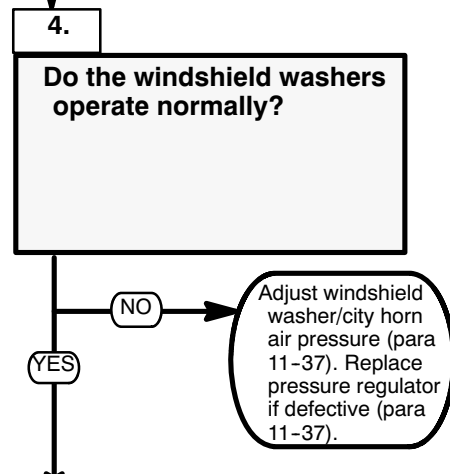 4.
Do the windshield washers
operate normally?
NO
Adjust windshield
washer/city horn
air pressure (para
11-37). Replace
pressure regulator
if defective (para
11-37).
YES